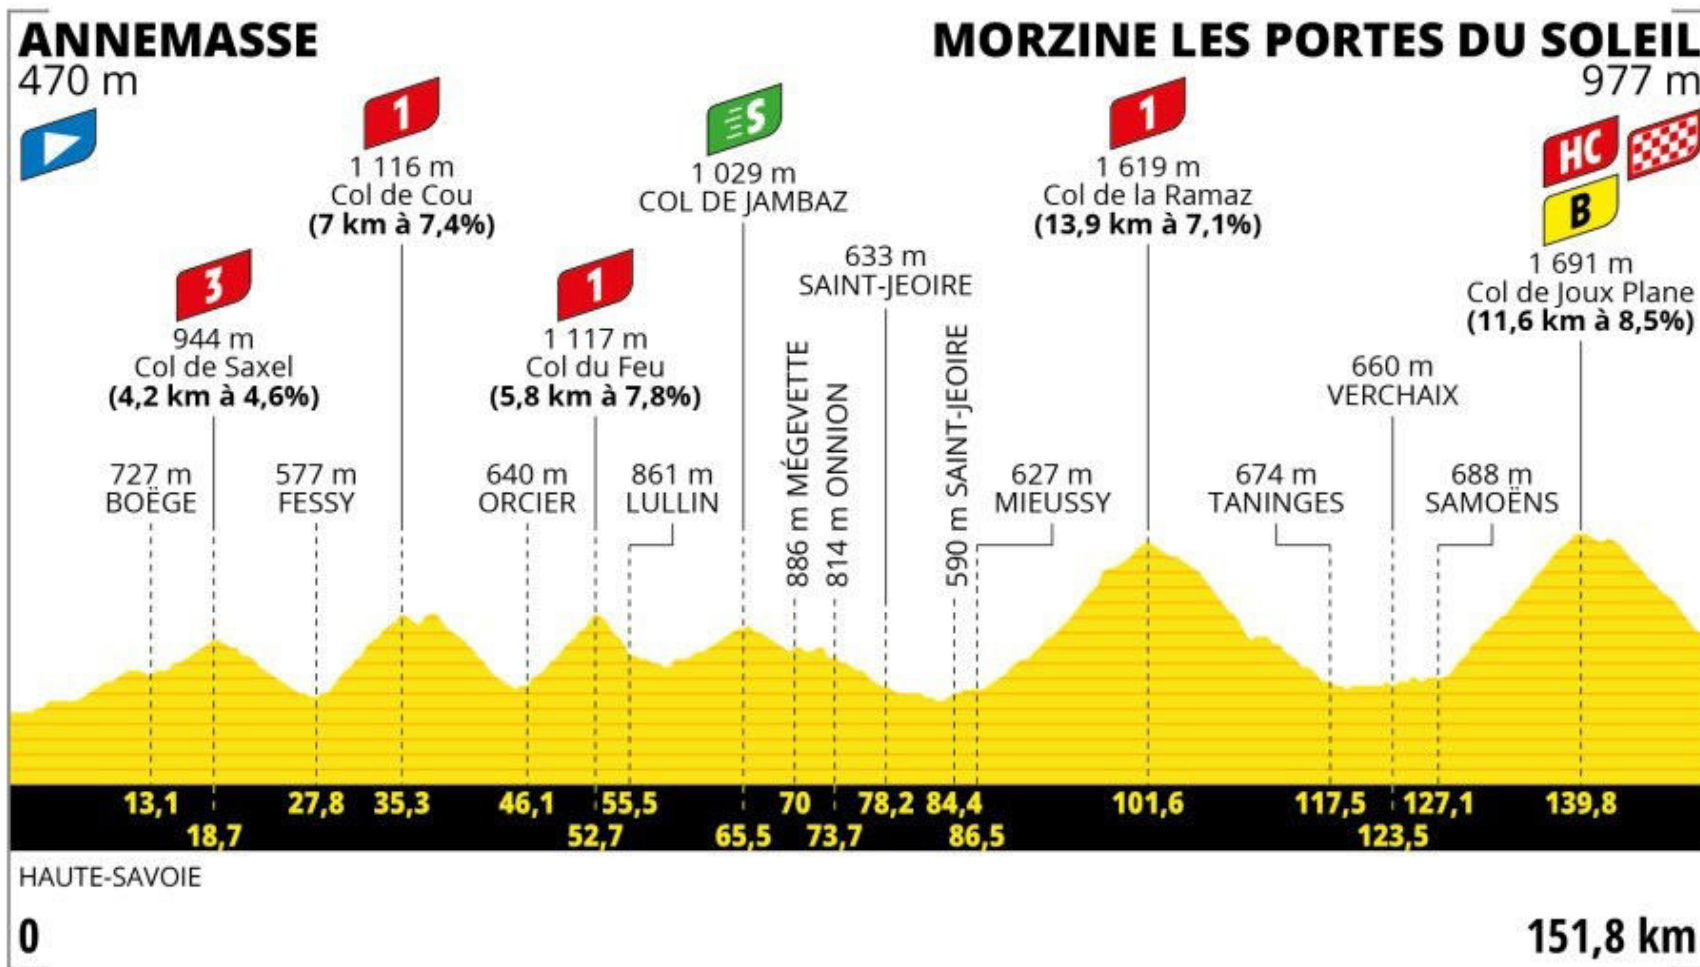 ANNEMASSE
470 m
MORZINE LES PORTES DU SOLEIL
977 m
1
1 116 m
Col de Cou
(7 km à 7,4%)
S
1 029 m
COL DE JAMBAZ
1
1 619 m
Col de la Ramaz
(13,9 km à 7,1%)
HC
B
1 691 m
Col de Joux Plane
(11,6 km à 8,5%)
3
944 m
Col de Saxel
(4,2 km à 4,6%)
1
1 117 m
Col du Feu
(5,8 km à 7,8%)
633 m
SAINT-JEOIRE
660 m
VERCHAIX
727 m
BOËGE
577 m
FESSY
640 m
ORCIER
861 m
LULLIN
886 m MÉGEVETTE
814 m ONNION
590 m SAINT-JEOIRE
627 m
MIEUSSY
674 m
TANINGES
688 m
SAMOËNS
13,1
18,7
27,8
35,3
46,1
52,7
55,5
65,5
70
73,7
78,2
84,4
86,5
101,6
117,5
123,5
127,1
139,8
HAUTE-SAVOIE
0
151,8 km